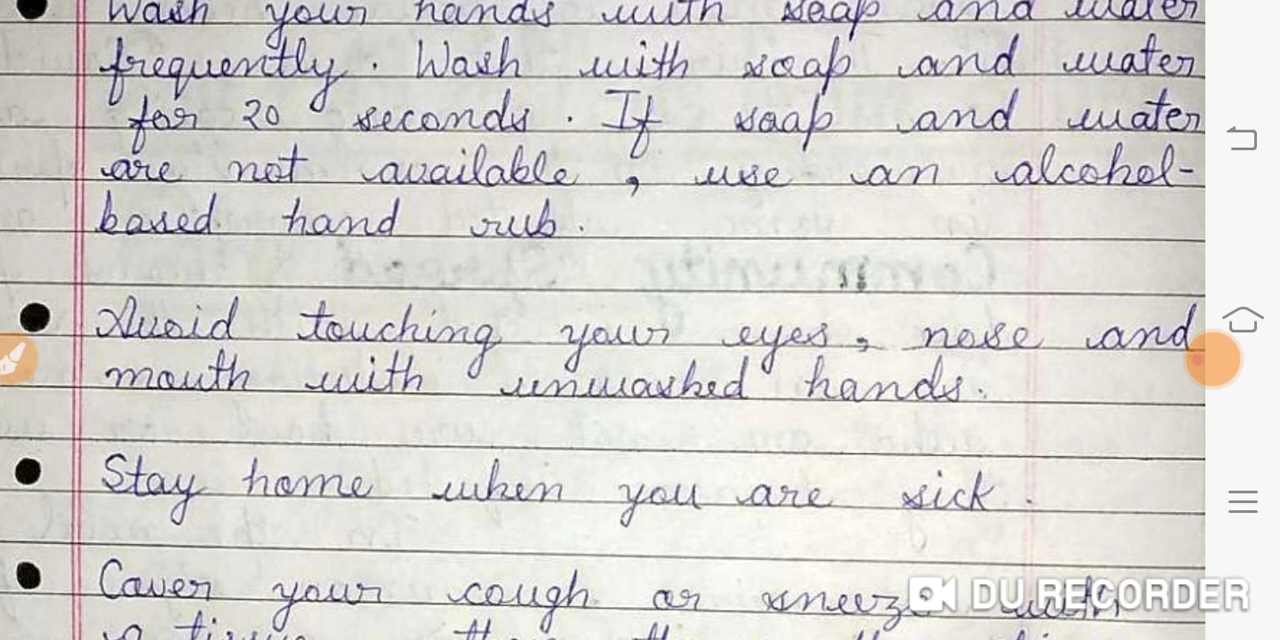 Wash your hands with soap and water
frequently. Wash with soap and water
for 20 seconds. If soap and water
are not available, use an alcohol-
based hand rub.
Avoid touching your eyes, nose and
mouth with unwashed hands.
Stay home when you are sick.
Cover your cough or sneeze with
DU RECORDER